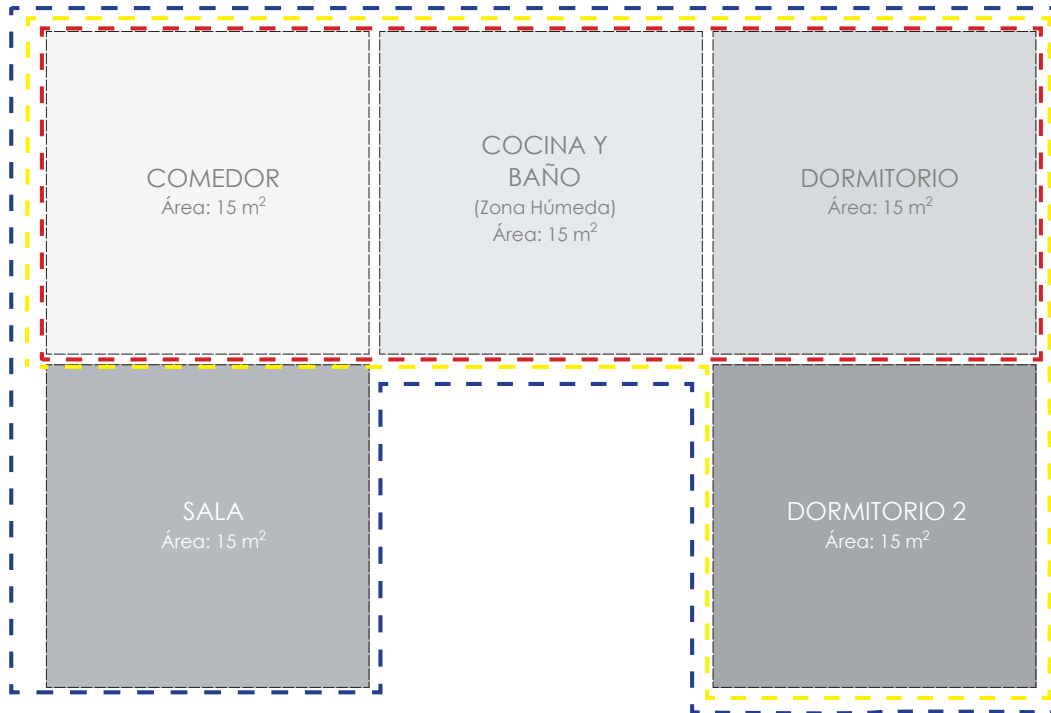 COMEDOR
Área: 15 m²
COCINA Y
BAÑO
(Zona Húmeda)
Área: 15 m²
DORMITORIO
Área: 15 m²
SALA
Área: 15 m²
DORMITORIO 2
Área: 15 m²